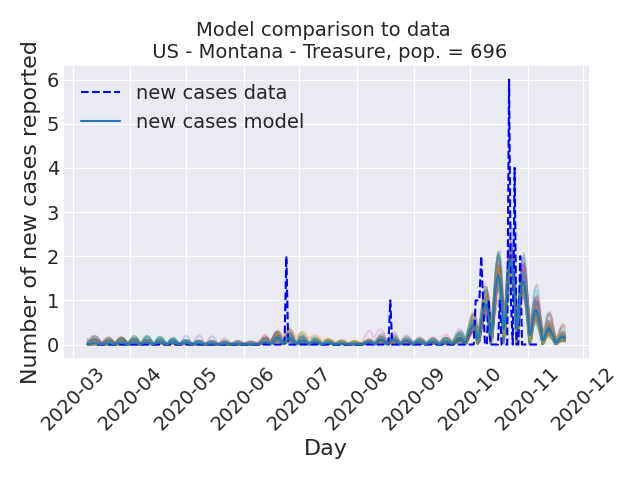 Model comparison to data
US - Montana - Treasure, pop. = 696
Number of new cases reported
6
5
4
3
2
1
0
new cases data
new cases model
2020-03
2020-04
2020-05
2020-06
2020-07
2020-08
2020-09
2020-10
2020-11
2020-12
Day